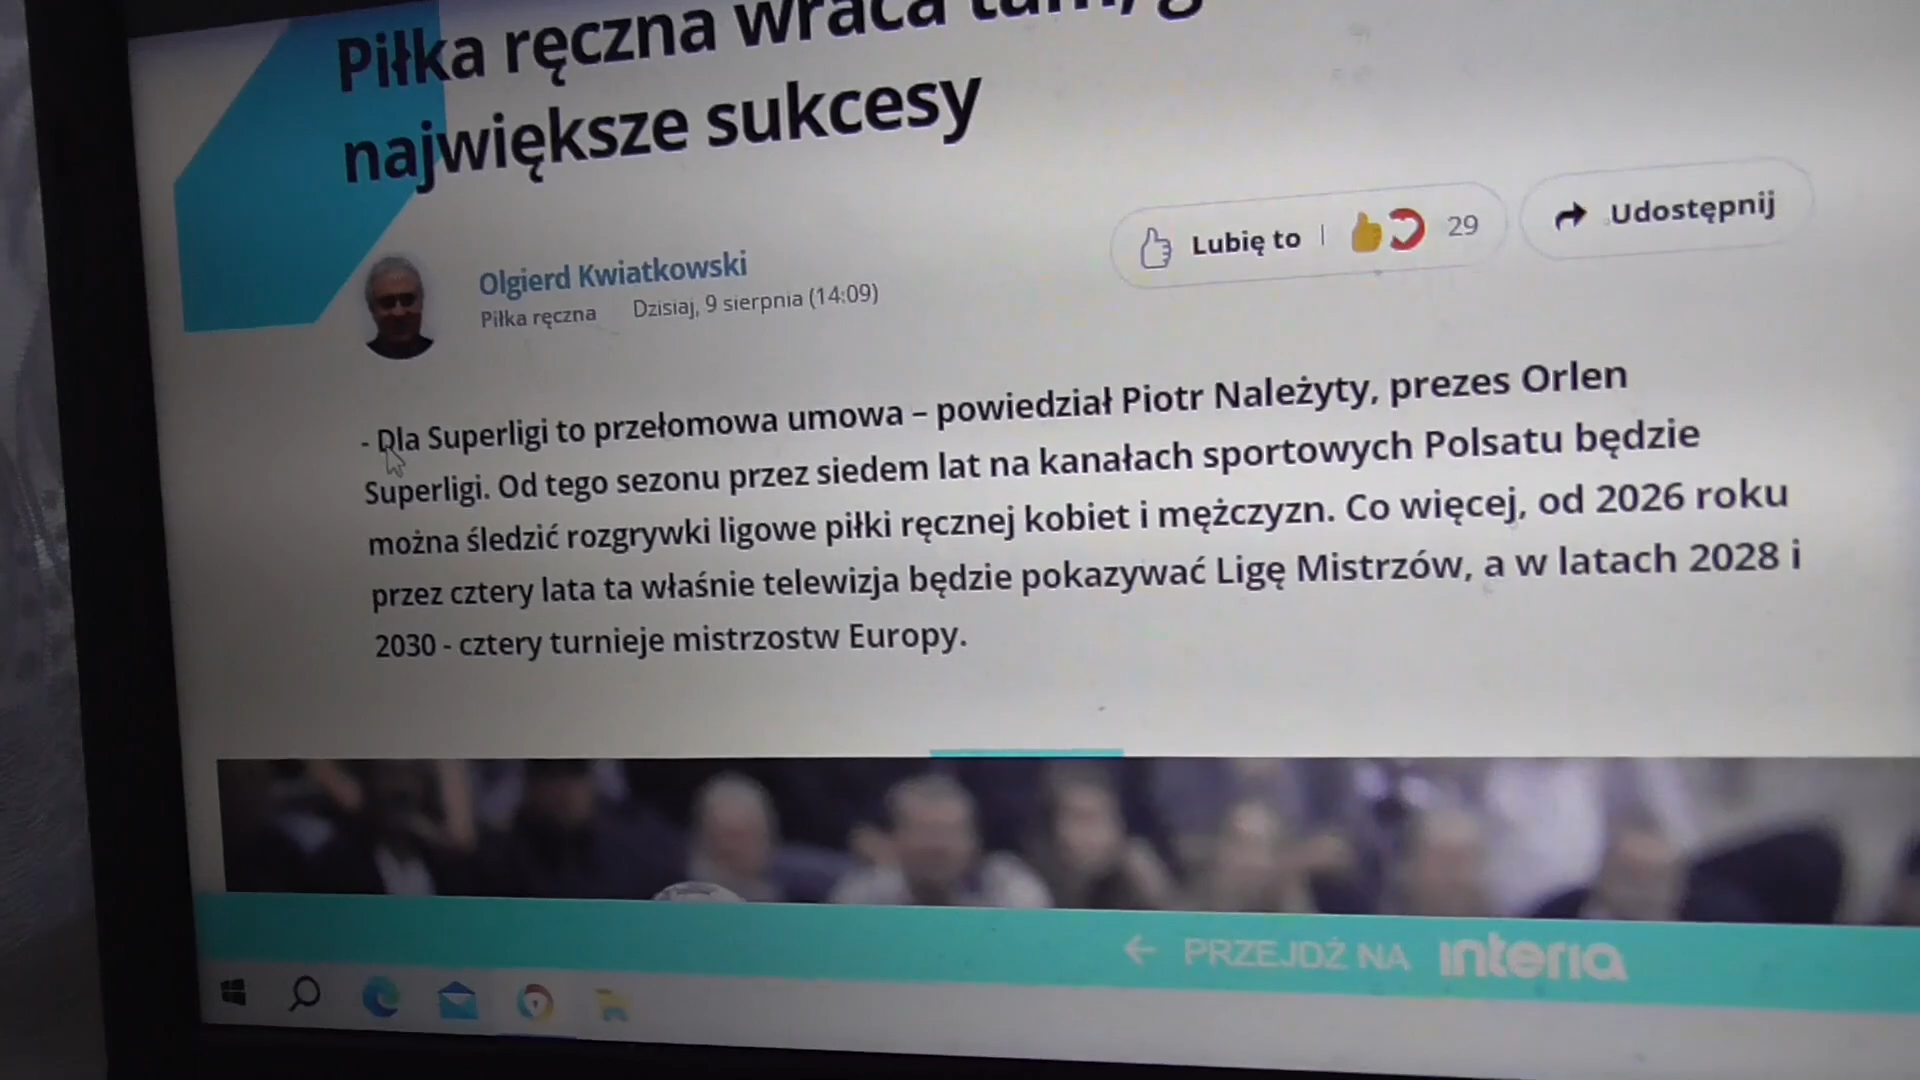 Piłka ręczna wraca
największe sukcesy
Lubię to 29 Udostępnij
Olgierd Kwiatkowski
Piłka ręczna Dzisiaj, 9 sierpnia (14:09)
- Dla Superligi to przełomowa umowa – powiedział Piotr Należyty, prezes Orlen
Superligi. Od tego sezonu przez siedem lat na kanałach sportowych Polsatu będzie
można śledzić rozgrywki ligowe piłki ręcznej kobiet i mężczyzn. Co więcej, od 2026 roku
przez cztery lata ta właśnie telewizja będzie pokazywać Ligę Mistrzów, a w latach 2028 i
2030 - cztery turnieje mistrzostw Europy.
PRZEJDŹ NA interia